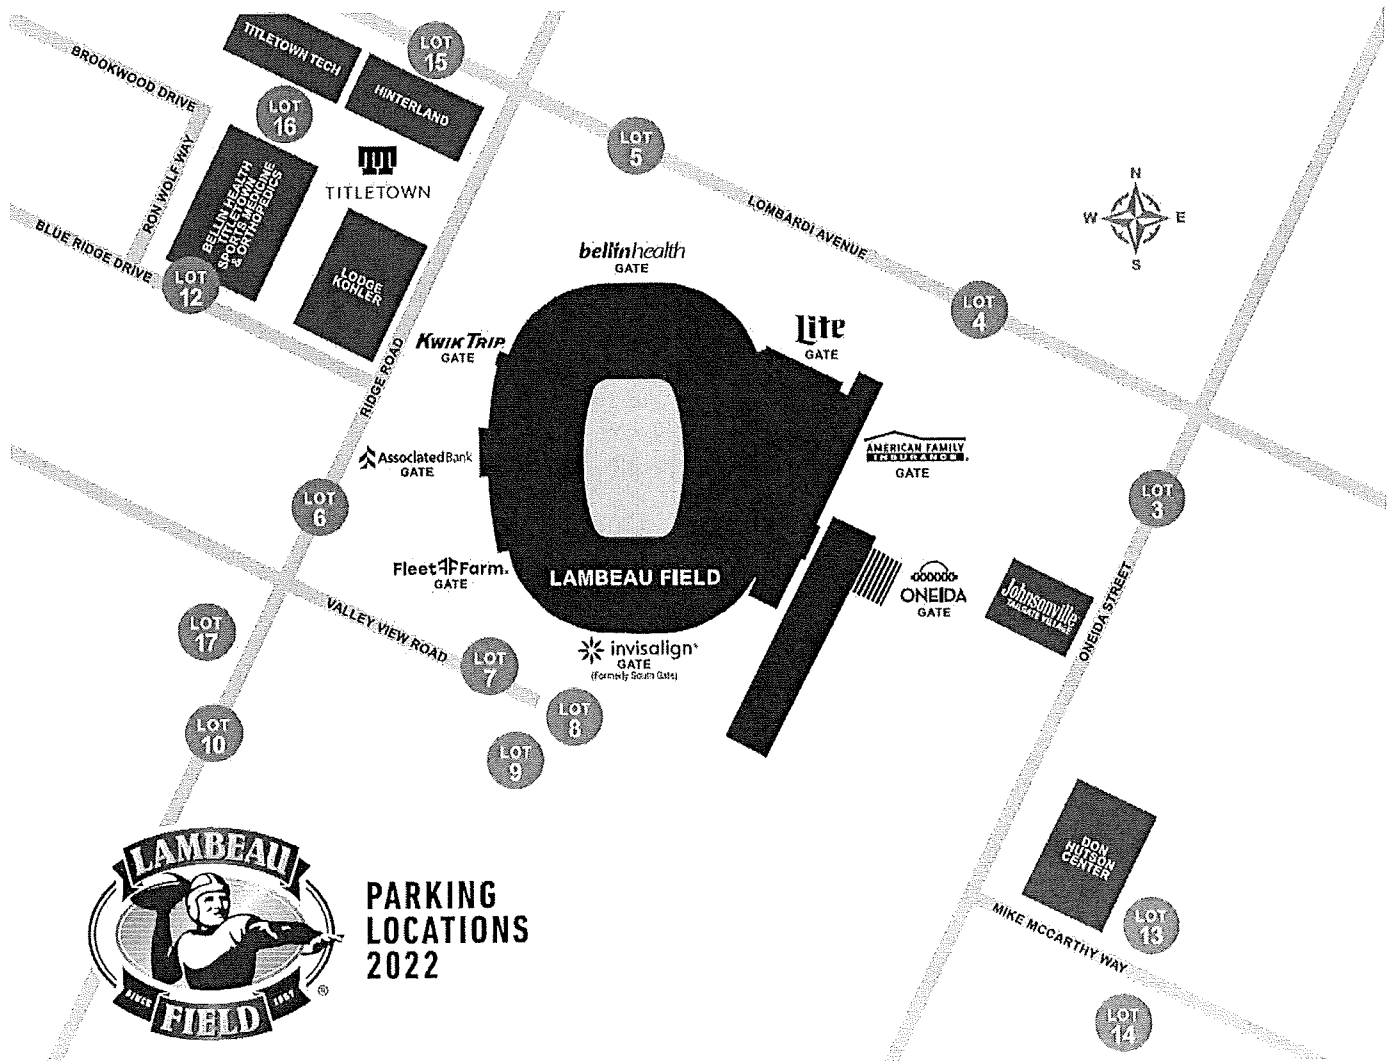 LOT
15
TITLETOWN TECH
BROOKWOOD DRIVE
HINTERLAND
LOT
16
LOT
5
TITLETOWN
RON WOLF WAY
BELLIN HEALTH
TITLETOWN
SPORTS MEDICINE
& ORTHOPEDICS
LOMBARDI AVENUE
N
W
E
S
BLUE RIDGE DRIVE
LOT
12
LODGE
KOHLER
bellinhealth
GATE
LOT
4
KWIK TRIP
GATE
Lite
GATE
RIDGE ROAD
AssociatedBank
GATE
AMERICAN FAMILY
INSURANCE
GATE
LOT
6
LOT
3
Fleet Farm
GATE
LAMBEAU FIELD
ONEIDA
GATE
Johnsonville
TAILGATE VILLAGE
ONEIDA STREET
LOT
17
VALLEY VIEW ROAD
invisalign
GATE
(Formerly South Gate)
LOT
7
LOT
8
LOT
10
LOT
9
DON
HUTSON
CENTER
LAMBEAU
SINCE
1957
FIELD
®
PARKING
LOCATIONS
2022
LOT
13
MIKE MCCARTHY WAY
LOT
14